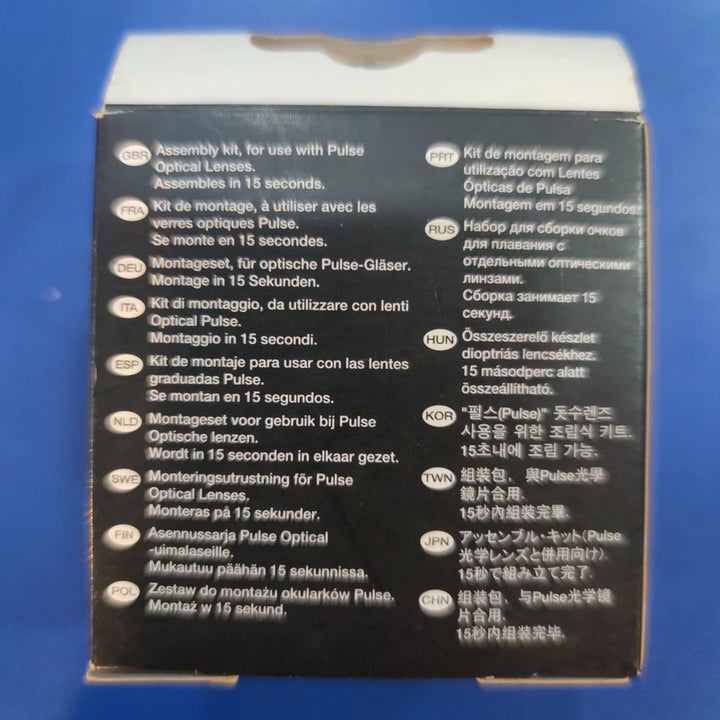 GBR Assembly kit, for use with Pulse
Optical Lenses.
Assembles in 15 seconds.
FRA Kit de montage, à utiliser avec les
verres optiques Pulse.
Se monte en 15 secondes.
DEU Montageset, für optische Pulse-Gläser.
Montage in 15 Sekunden.
ITA Kit di montaggio, da utilizzare con lenti
Optical Pulse.
Montaggio in 15 secondi.
ESP Kit de montaje para usar con las lentes
graduadas Pulse.
Se montan en 15 segundos.
NLD Montageset voor gebruik bij Pulse
Optische lenzen.
Wordt in 15 seconden in elkaar gezet.
SWE Monteringsutrustning för Pulse
Optical Lenses.
Monteras på 15 sekunder.
FIN Asennussarja Pulse Optical
-uimalaseille.
Mukautuu päähän 15 sekunnissa.
POL Zestaw do montażu okularków Pulse.
Montaż w 15 sekund.
PRT Kit de montagem para
utilização com Lentes
Ópticas de Pulsa
Montagem em 15 segundos.
RUS Набор для сборки очков
для плавания с
отдельными оптическими
линзами.
Сборка занимает 15
секунд.
HUN Összeszerelő készlet
dioptriás lencsékhez.
15 másodperc alatt
összeállítható.
KOR "펄스(Pulse)" 돗수렌즈
사용을 위한 조립식 키트.
15초내에 조립 가능.
TWN 組裝包, 與Pulse光學
鏡片合用.
15秒內組裝完畢.
JPN アッセンブル・キット(Pulse
光学レンズと併用向け).
15秒で組み立て完了.
CHN 组装包, 与Pulse光学镜
片合用.
15秒内组装完毕.